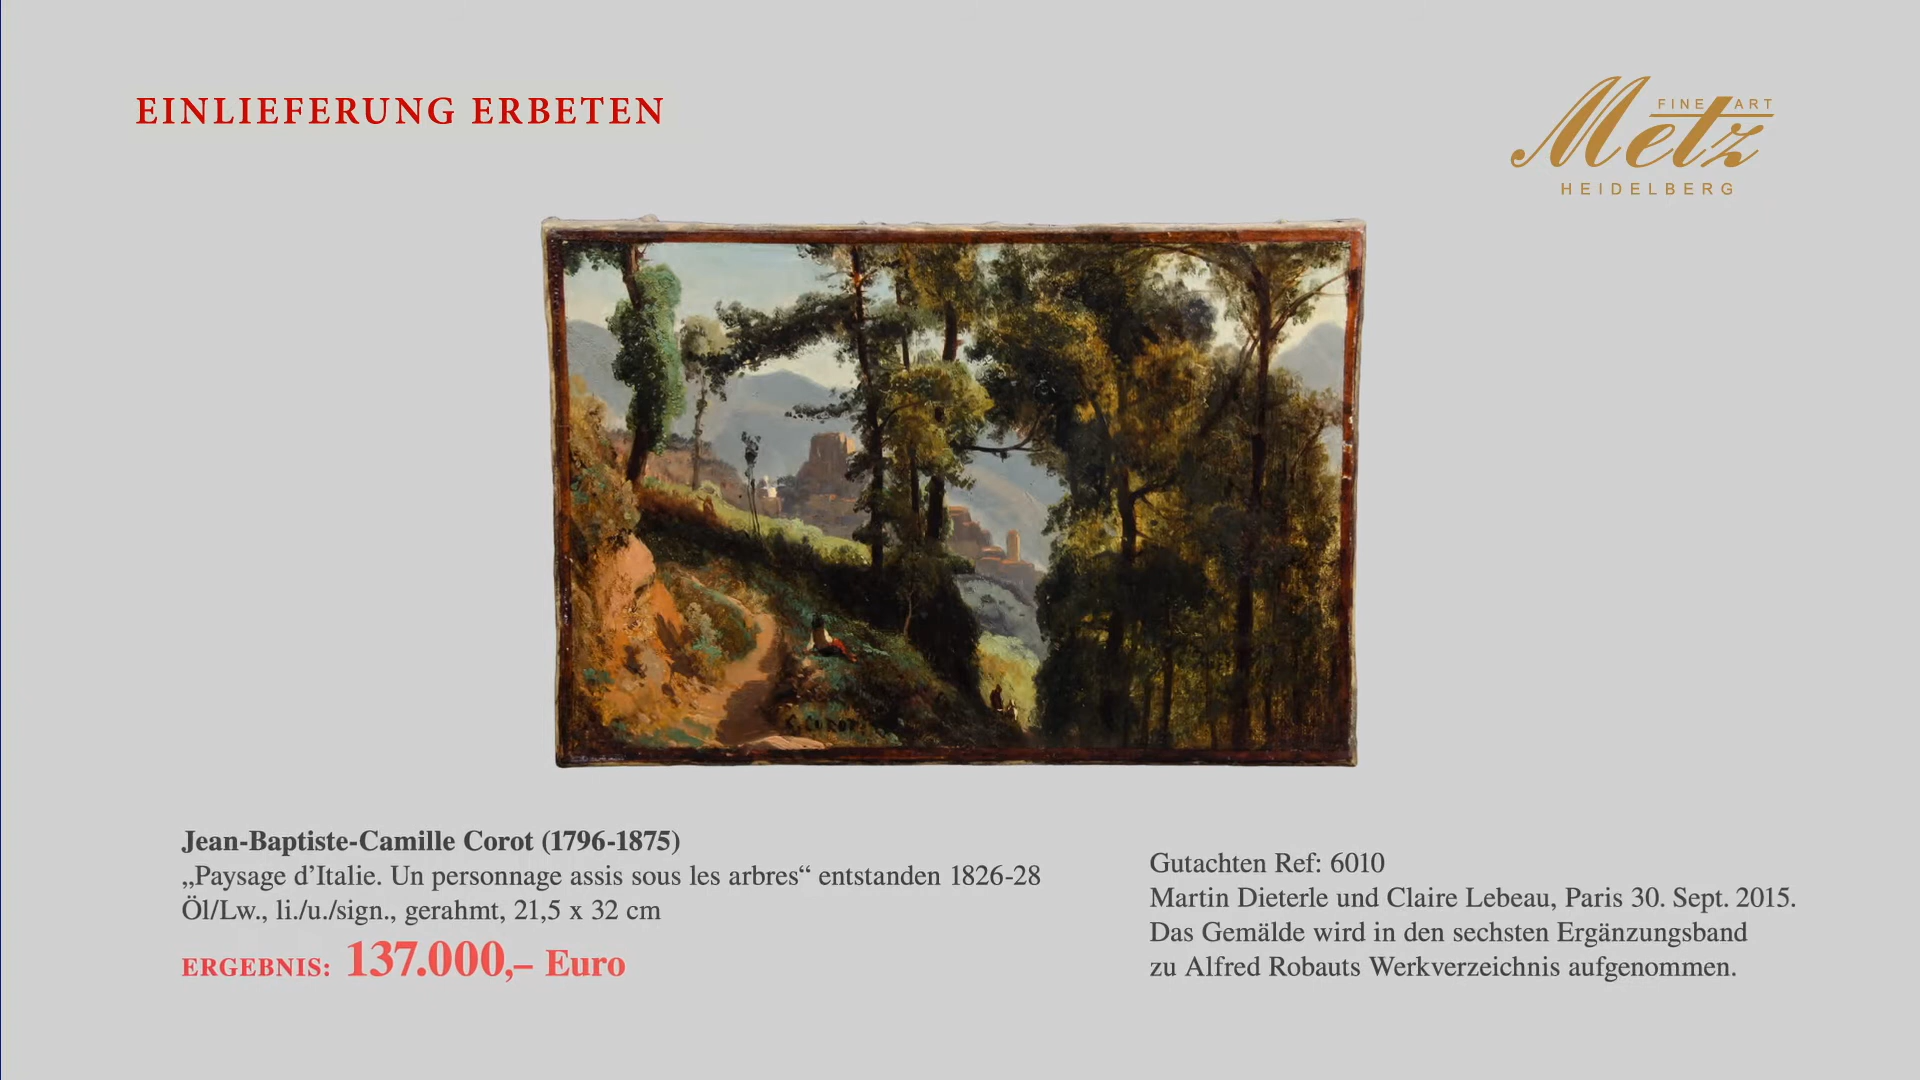 EINLIEFERUNG ERBETEN
FINE ART
Metz
HEIDELBERG
C. COROT
Jean-Baptiste-Camille Corot (1796-1875)
„Paysage d’Italie. Un personnage assis sous les arbres“ entstanden 1826-28
Öl/Lw., li./u./sign., gerahmt, 21,5 x 32 cm
ERGEBNIS: 137.000,– Euro
Gutachten Ref: 6010
Martin Dieterle und Claire Lebeau, Paris 30. Sept. 2015.
Das Gemälde wird in den sechsten Ergänzungsband
zu Alfred Robauts Werkverzeichnis aufgenommen.